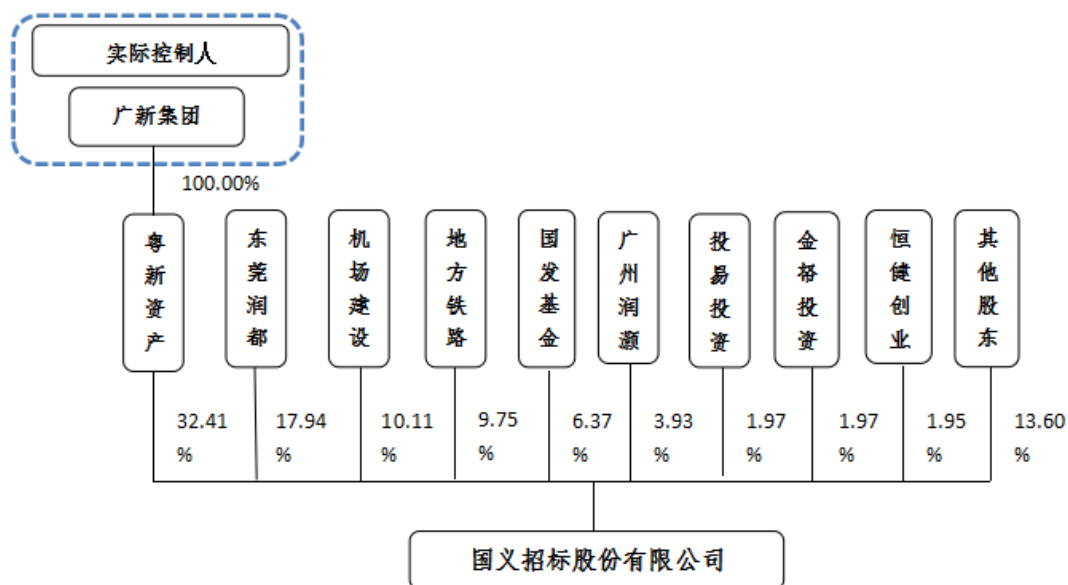 实际控制人
广新集团
100.00%
粤新资产
东莞润都
机场建设
地方铁路
国发基金
广州润灏
投易投资
金裕投资
恒健创业
其他股东
32.41%
17.94%
10.11%
9.75%
6.37%
3.93%
1.97%
1.97%
1.95%
13.60%
国义招标股份有限公司